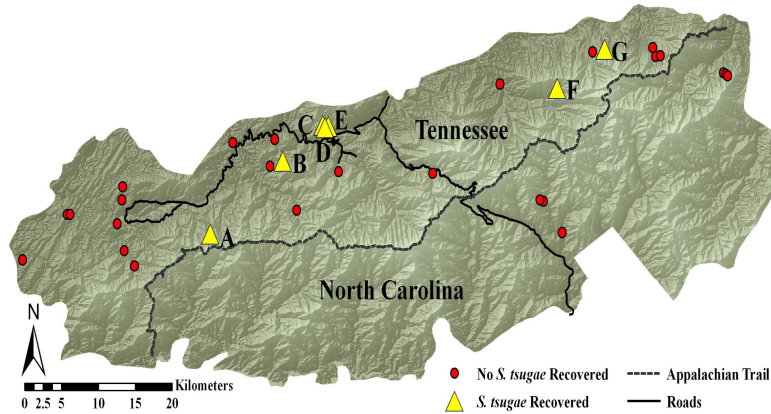 G
F
C E
Tennessee
D
B
A
North Carolina
N
Kilometers
0 2.5 5 10 15 20
No S. tsugae Recovered
Appalachian Trail
S. tsugae Recovered
Roads